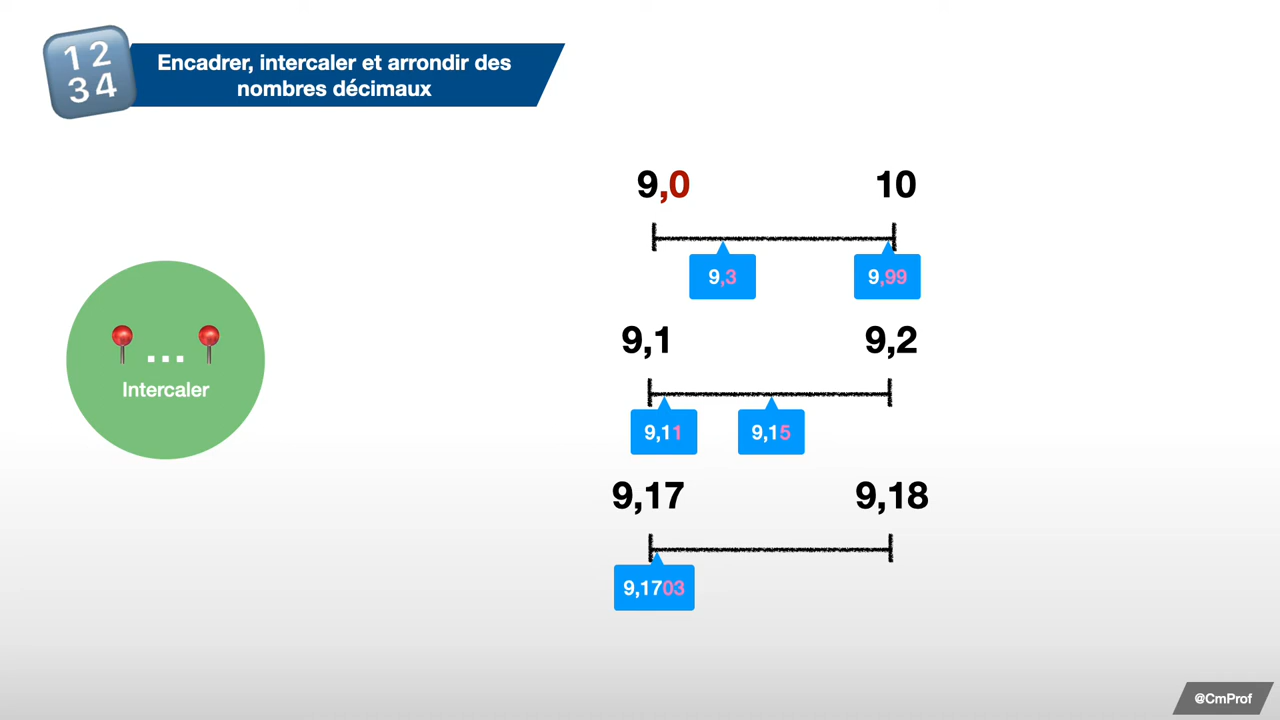 1 2
3 4
Encadrer, intercaler et arrondir des
nombres décimaux
9,0 10
9,3 9,99
9,1 9,2
... 
Intercaler
9,11 9,15
9,17 9,18
9,1703
@CmProf